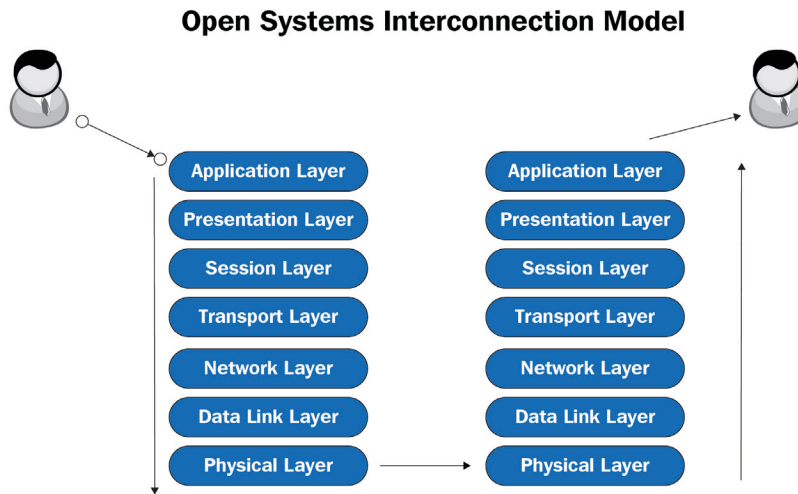 Open Systems Interconnection Model
Application Layer
Presentation Layer
Session Layer
Transport Layer
Network Layer
Data Link Layer
Physical Layer
Application Layer
Presentation Layer
Session Layer
Transport Layer
Network Layer
Data Link Layer
Physical Layer